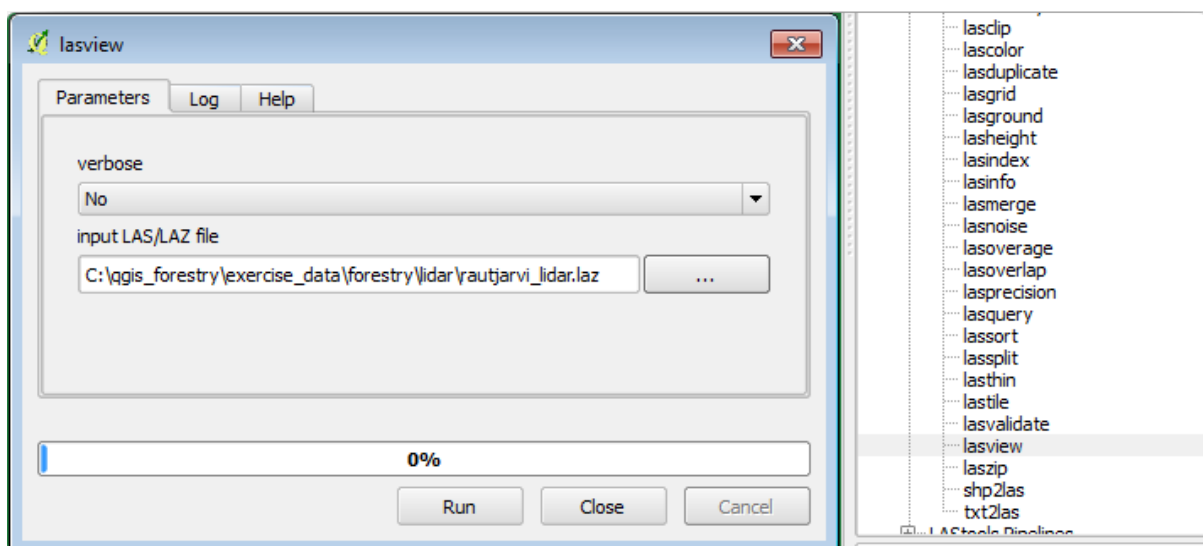 lasview
Parameters
Log
Help
verbose
No
input LAS/LAZ file
C:\qgis_forestry\exercise_data\forestry\lidar\rautjarvi_lidar.laz
...
0%
Run
Close
Cancel
lasclip
lascolor
lasduplicate
lasgrid
lasground
lasheight
lasindex
lasinfo
lasmerge
lasnoise
lasoverage
lasoverlap
lasprecision
lasquery
lassort
lassplit
lasthin
lastile
lasvalidate
lasview
laszip
shp2las
txt2las
LAStools Pipelines